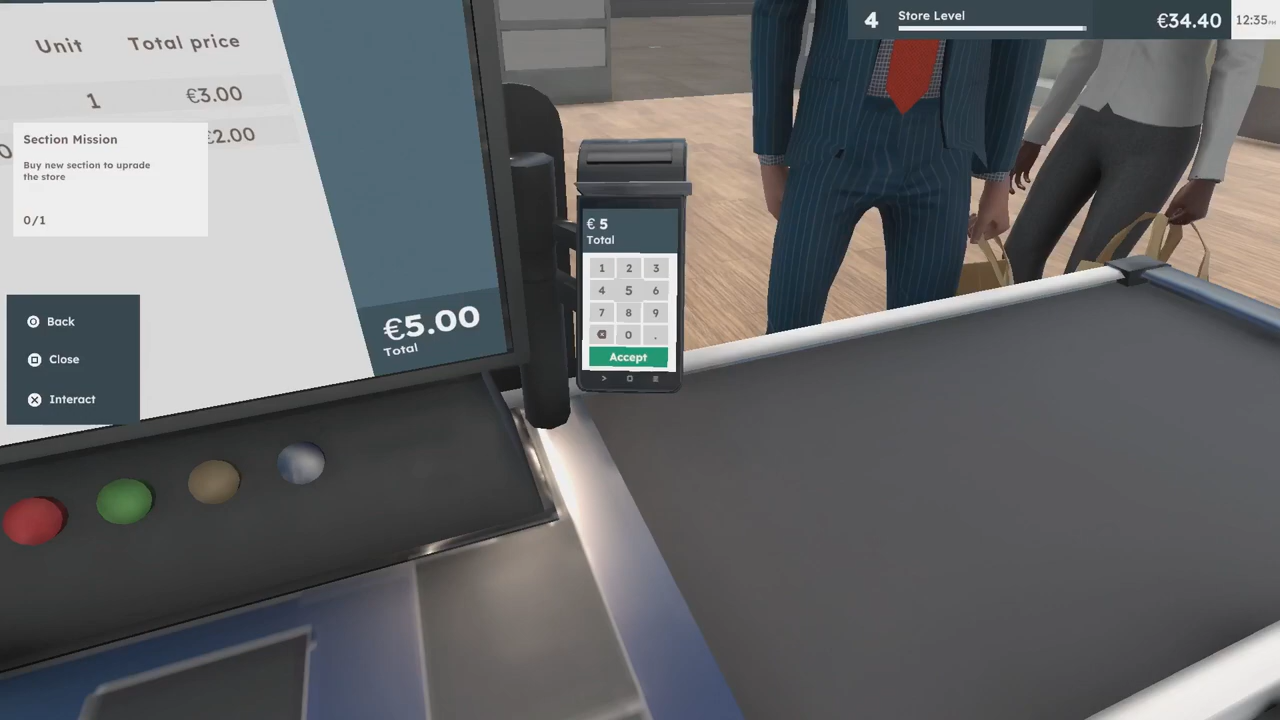 4 Store Level €34.40 12:35 PM
Unit Total price
1 €3.00
€2.00
Section Mission
Buy new section to uprade
the store
0/1
Back
Close
Interact
€5.00
Total
€ 5
Total
1 2 3
4 5 6
7 8 9
0 .
Accept